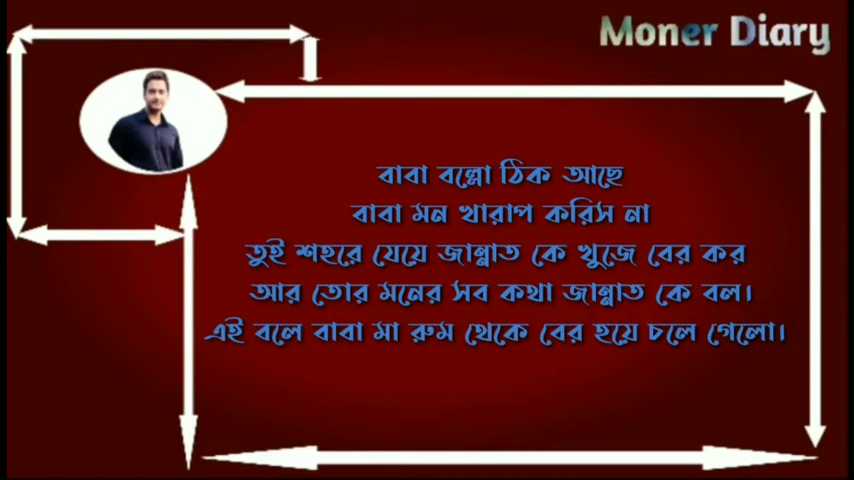 Moner Diary
বাবা বল্লো ঠিক আছে
বাবা মন খারাপ করিস না
তুই শহরে যেয়ে জান্নাত কে খুজে বের কর
আর তোর মনের সব কথা জান্নাত কে বল।
এই বলে বাবা মা রুম থেকে বের হয়ে চলে গেলো।